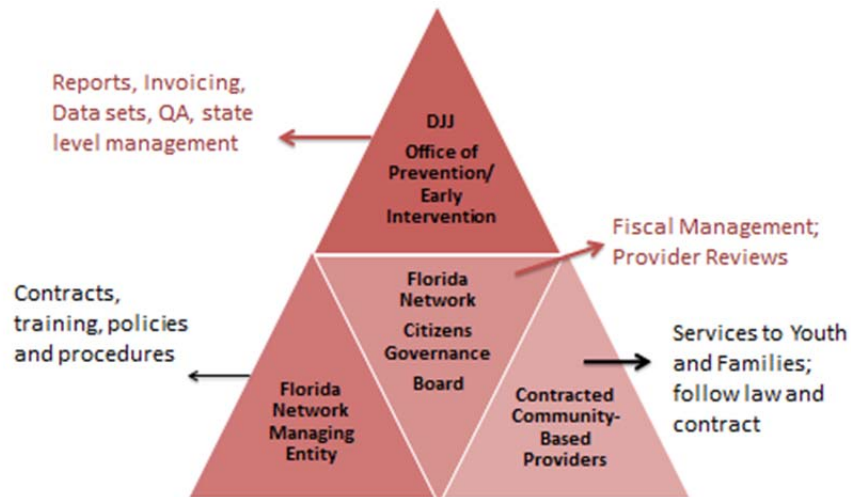 Reports, Invoicing,
Data sets, QA, state
level management
DJJ
Office of
Prevention/
Early
Intervention
Fiscal Management;
Provider Reviews
Florida
Network
Citizens
Governance
Board
Contracts,
training, policies
and procedures
Florida
Network
Managing
Entity
Contracted
Community-
Based
Providers
Services to Youth
and Families;
follow law and
contract